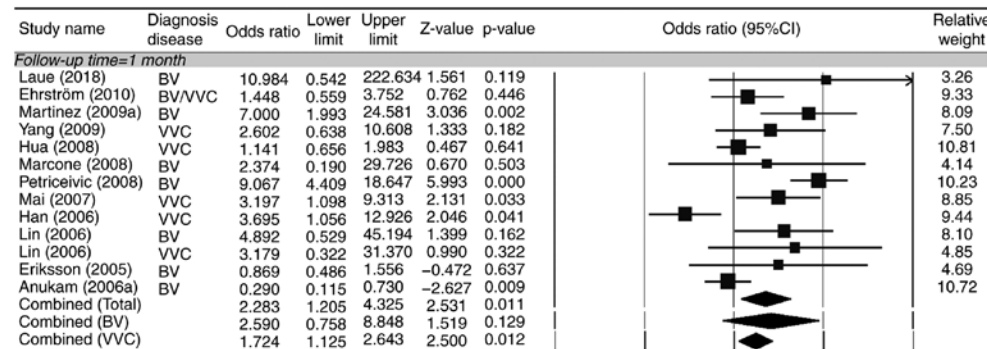 Study name Diagnosis disease Odds ratio Lower limit Upper limit Z-value p-value Odds ratio (95%CI) Relative weight
Follow-up time=1 month
Laue (2018) BV 10.984 0.542 222.634 1.561 0.119 3.26
Ehrström (2010) BV/VVC 1.448 0.559 3.752 0.762 0.446 9.33
Martinez (2009a) BV 7.000 1.993 24.581 3.036 0.002 8.09
Yang (2009) VVC 2.602 0.638 10.608 1.333 0.182 7.50
Hua (2008) VVC 1.141 0.656 1.983 0.467 0.641 10.81
Marcone (2008) BV 2.374 0.190 29.726 0.670 0.503 4.14
Petriceivic (2008) BV 9.067 4.409 18.647 5.993 0.000 10.23
Mai (2007) VVC 3.197 1.098 9.313 2.131 0.033 8.85
Han (2006) VVC 3.695 1.056 12.926 2.046 0.041 9.44
Lin (2006) BV 4.892 0.529 45.194 1.399 0.162 8.10
Lin (2006) VVC 3.179 0.322 31.370 0.990 0.322 4.85
Eriksson (2005) BV 0.869 0.486 1.556 −0.472 0.637 4.69
Anukam (2006a) BV 0.290 0.115 0.730 −2.627 0.009 10.72
Combined (Total) 2.283 1.205 4.325 2.531 0.011
Combined (BV) 2.590 0.758 8.848 1.519 0.129
Combined (VVC) 1.724 1.125 2.643 2.500 0.012